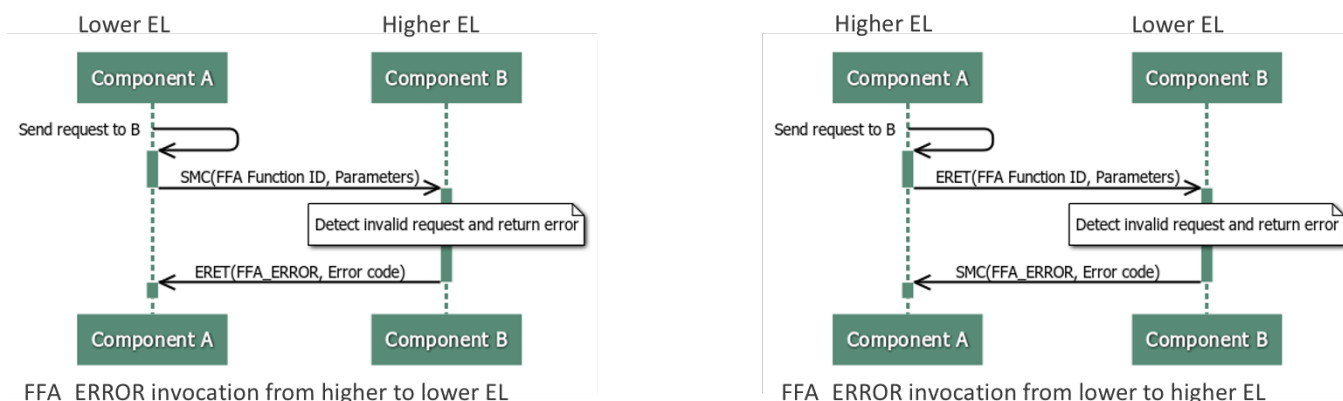 Lower EL
Higher EL
Component A
Component B
Send request to B
SMC(FFA Function ID, Parameters)
Detect invalid request and return error
ERET(FFA_ERROR, Error code)
Component A
Component B
FFA_ERROR invocation from higher to lower EL
Higher EL
Lower EL
Component A
Component B
Send request to B
ERET(FFA Function ID, Parameters)
Detect invalid request and return error
SMC(FFA_ERROR, Error code)
Component A
Component B
FFA_ERROR invocation from lower to higher EL